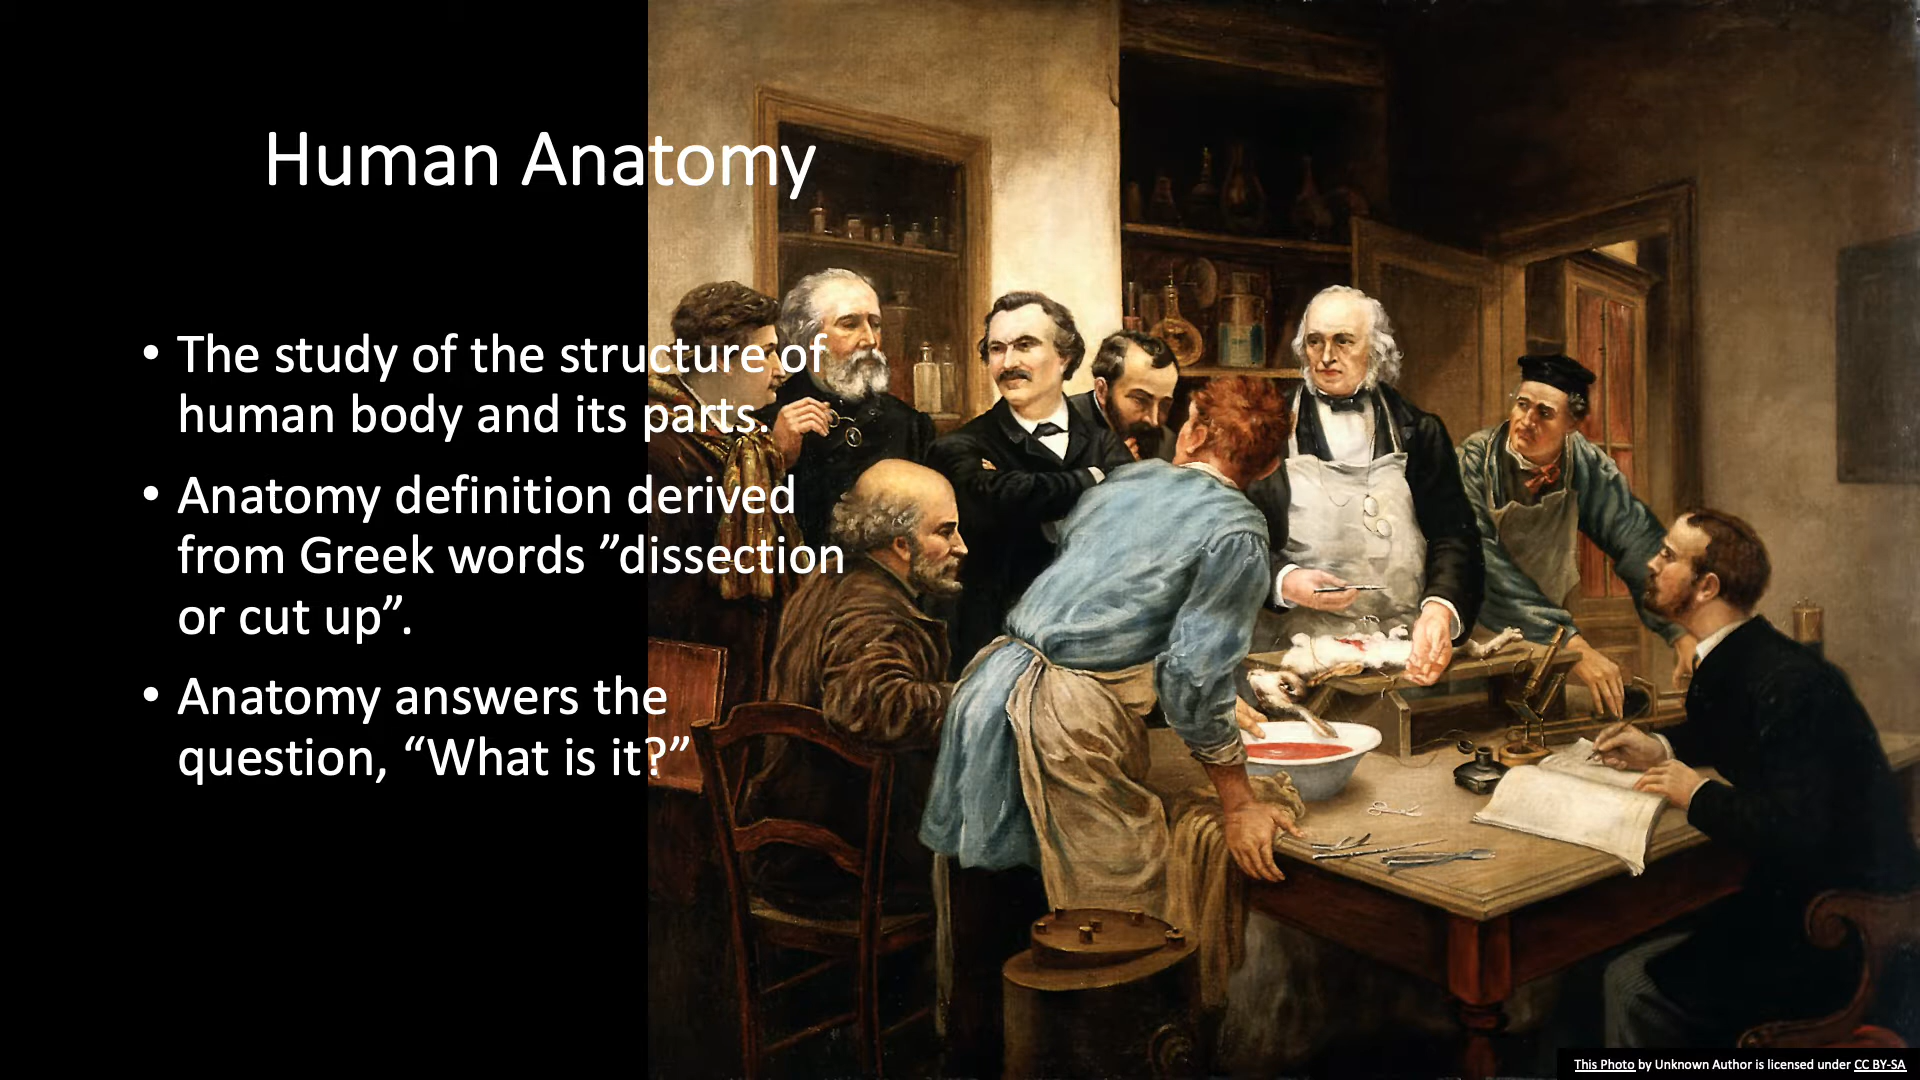 Human Anatomy
• The study of the structure of
human body and its parts.
• Anatomy definition derived
from Greek words ”dissection
or cut up”.
• Anatomy answers the
question, “What is it?”
This Photo by Unknown Author is licensed under CC BY-SA